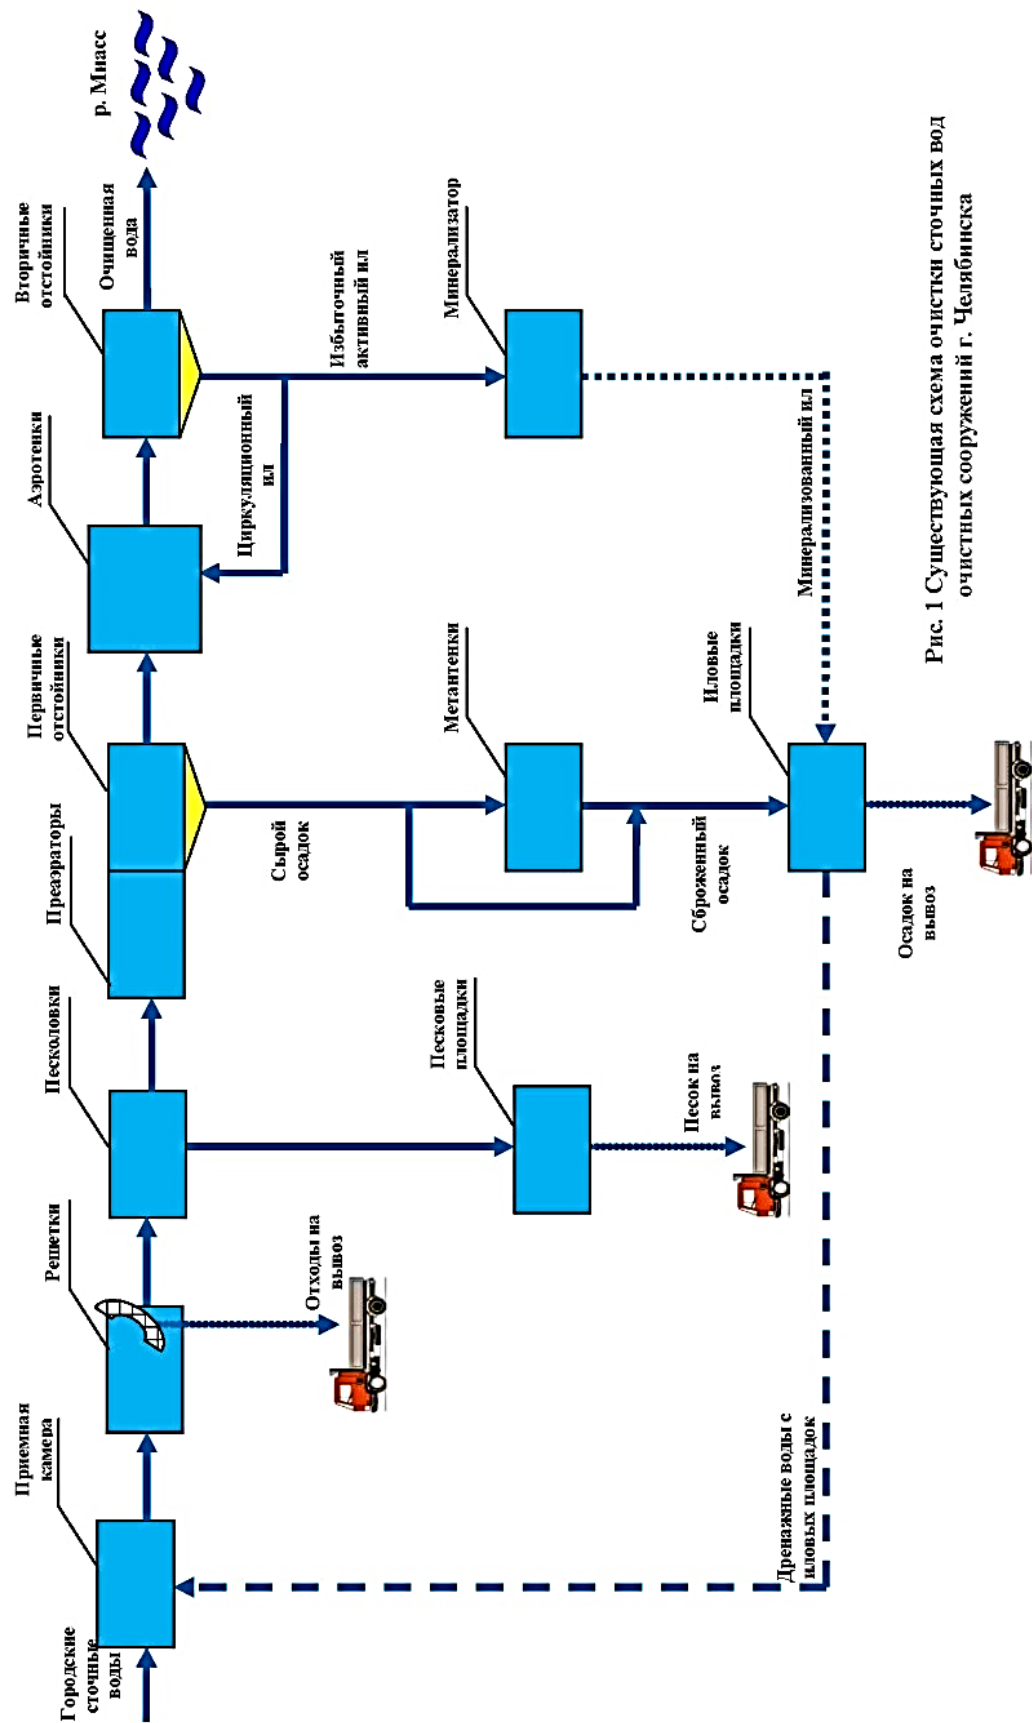 Городские
сточные
воды
Приемная
камера
Решетки
Песколовки
Преаэраторы
Первичные
отстойники
Аэротенки
Вторичные
отстойники
Очищенная
вода
р. Миасс
Отходы на
вывоз
Песковые
площадки
Песок на
вывоз
Сырой
осадок
Метантенки
Сброженный
осадок
Циркуляционный
ил
Избыточный
активный ил
Минерализатор
Минерализованный ил
Иловые
площадки
Осадок на
вывоз
Дренажные воды с
иловых площадок
Рис. 1 Существующая схема очистки сточных вод
очистных сооружений г. Челябинска